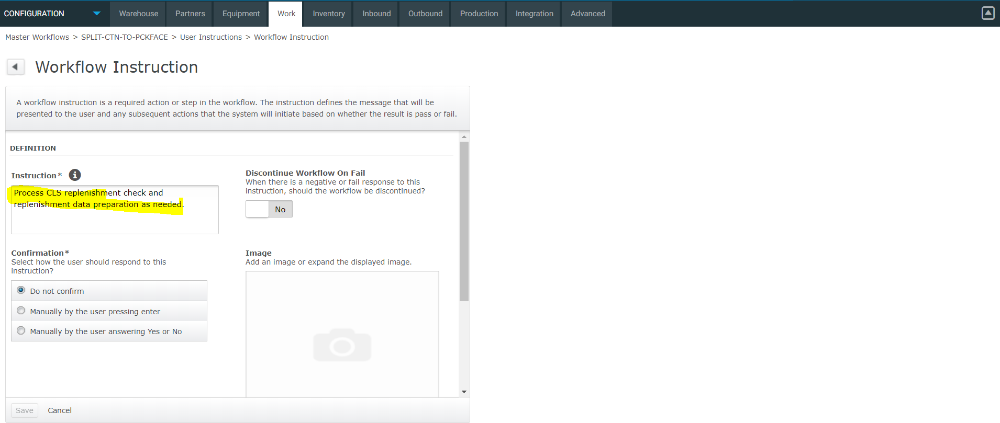 CONFIGURATION Warehouse Partners Equipment Work Inventory Inbound Outbound Production Integration Advanced
Master Workflows > SPLIT-CTN-TO-PCKFACE > User Instructions > Workflow Instruction
Workflow Instruction
A workflow instruction is a required action or step in the workflow. The instruction defines the message that will be
presented to the user and any subsequent actions that the system will initiate based on whether the result is pass or fail.
DEFINITION
Instruction*
Process CLS replenishment check and
replenishment data preparation as needed.
Discontinue Workflow On Fail
When there is a negative or fail response to this
instruction, should the workflow be discontinued?
No
Confirmation*
Select how the user should respond to this
instruction?
Do not confirm
Manually by the user pressing enter
Manually by the user answering Yes or No
Image
Add an image or expand the displayed image.
Save Cancel